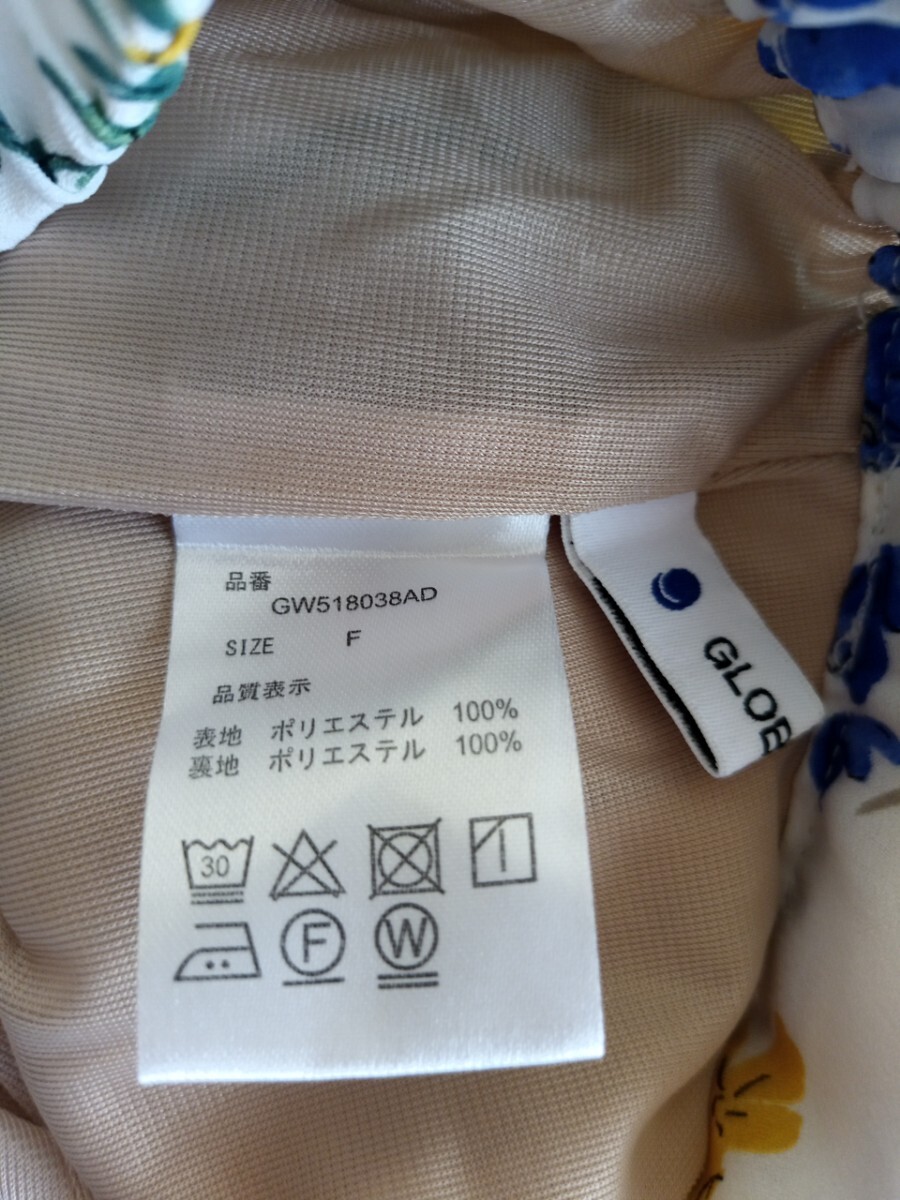 品番
GW518038AD
SIZE F
品質表示
表地 ポリエステル 100%
裏地 ポリエステル 100%
30
F W
GLOB